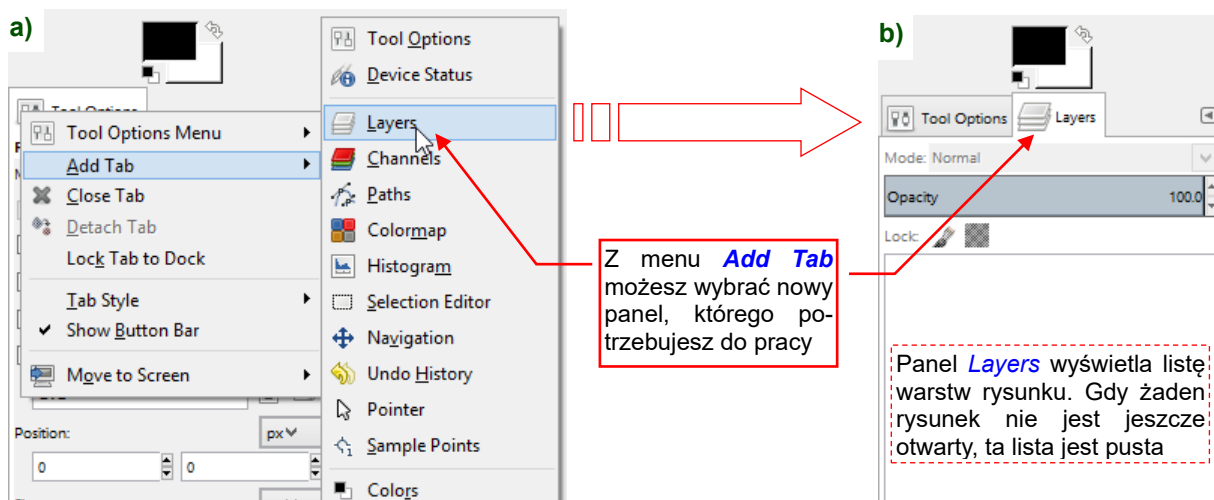 a)
Tool Options
Tool Options Menu
Add Tab
Close Tab
Detach Tab
Lock Tab to Dock
Tab Style
Show Button Bar
Move to Screen
Position:
px
0
0
Tool Options
Device Status
Layers
Channels
Paths
Colormap
Histogram
Selection Editor
Navigation
Undo History
Pointer
Sample Points
Colors
Z menu Add Tab
możesz wybrać nowy
panel, którego po-
trzebujesz do pracy
b)
Tool Options
Layers
Mode: Normal
Opacity 100.0
Lock:
Panel Layers wyświetla listę
warstw rysunku. Gdy żaden
rysunek nie jest jeszcze
otwarty, ta lista jest pusta